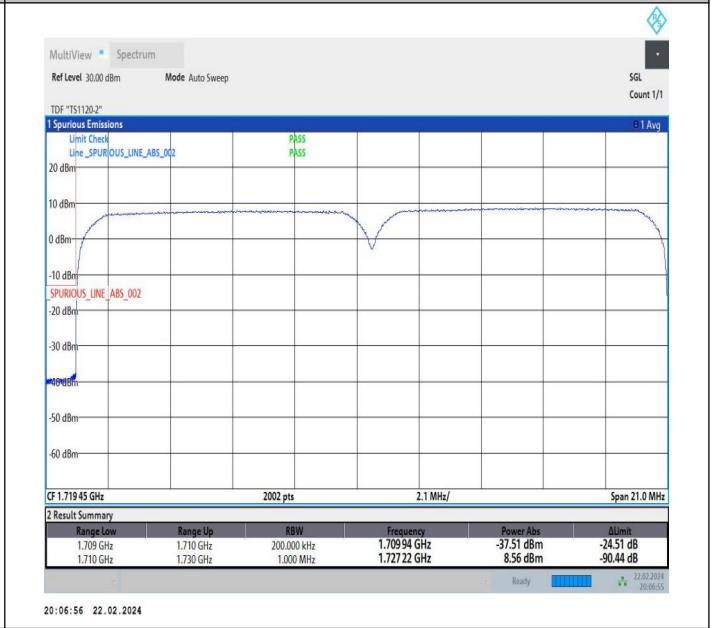 MultiView Spectrum
Ref Level 30.00 dBm Mode Auto Sweep SGL
Count 1/1
TDF "TS1120-2"
1 Spurious Emissions 1 Avg
Limit Check PASS
Line _SPURIOUS_LINE_ABS_002 PASS
20 dBm
10 dBm
0 dBm
-10 dBm
_SPURIOUS_LINE_ABS_002
-20 dBm
-30 dBm
-40 dBm
-50 dBm
-60 dBm
CF 1.719 45 GHz 2002 pts 2.1 MHz/ Span 21.0 MHz
2 Result Summary
Range Low Range Up RBW Frequency Power Abs ΔLimit
1.709 GHz 1.710 GHz 200.000 kHz 1.709 94 GHz -37.51 dBm -24.51 dB
1.710 GHz 1.730 GHz 1.000 MHz 1.727 22 GHz 8.56 dBm -90.44 dB
Ready 22.02.2024
20:06:55
20:06:56 22.02.2024